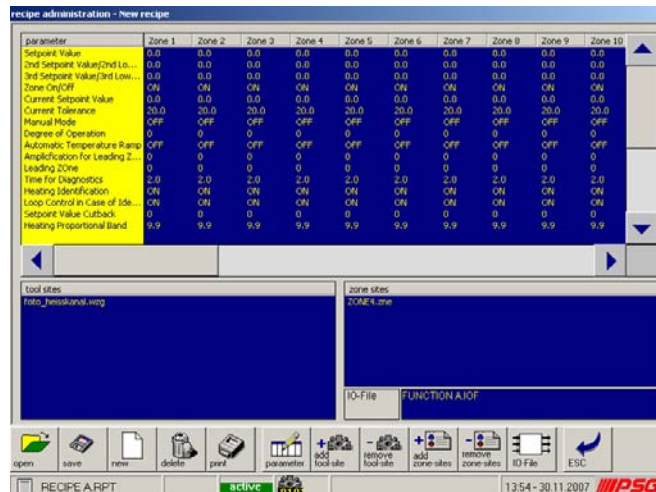 recipe administration - New recipe
parameter Zone 1 Zone 2 Zone 3 Zone 4 Zone 5 Zone 6 Zone 7 Zone 8 Zone 9 Zone 10
Setpoint Value 0.0 0.0 0.0 0.0 0.0 0.0 0.0 0.0 0.0 0.0
2nd Setpoint Value/2nd Lo... 0.0 0.0 0.0 0.0 0.0 0.0 0.0 0.0 0.0 0.0
3rd Setpoint Value/3rd Low... 0.0 0.0 0.0 0.0 0.0 0.0 0.0 0.0 0.0 0.0
Zone On/Off ON ON ON ON ON ON ON ON ON ON
Current Setpoint Value 0.0 0.0 0.0 0.0 0.0 0.0 0.0 0.0 0.0 0.0
Current Tolerance 20.0 20.0 20.0 20.0 20.0 20.0 20.0 20.0 20.0 20.0
Manual Mode OFF OFF OFF OFF OFF OFF OFF OFF OFF OFF
Degree of Operation 0 0 0 0 0 0 0 0 0 0
Automatic Temperature Ramp OFF OFF OFF OFF OFF OFF OFF OFF OFF OFF
Amplicfication for Leading Z... 0 0 0 0 0 0 0 0 0 0
Leading ZOne 0 0 0 0 0 0 0 0 0 0
Time for Diagnostics 2.0 2.0 2.0 2.0 2.0 2.0 2.0 2.0 2.0 2.0
Heating Identification ON ON ON ON ON ON ON ON ON ON
Loop Control in Case of Ide... ON ON ON ON ON ON ON ON ON ON
Setpoint Value Cutback 0 0 0 0 0 0 0 0 0 0
Heating Proportional Band 9.9 9.9 9.9 9.9 9.9 9.9 9.9 9.9 9.9 9.9
tool sites
foto_heisskanal.wzg
zone sites
ZONE4.zne
IO-File FUNCTION A.IOF
open save new delete print parameter add tool-site remove tool-site add zone-sites remove zone-sites IO-File ESC
RECIPE A.RPT active 13:54 - 30.11.2007 PSG